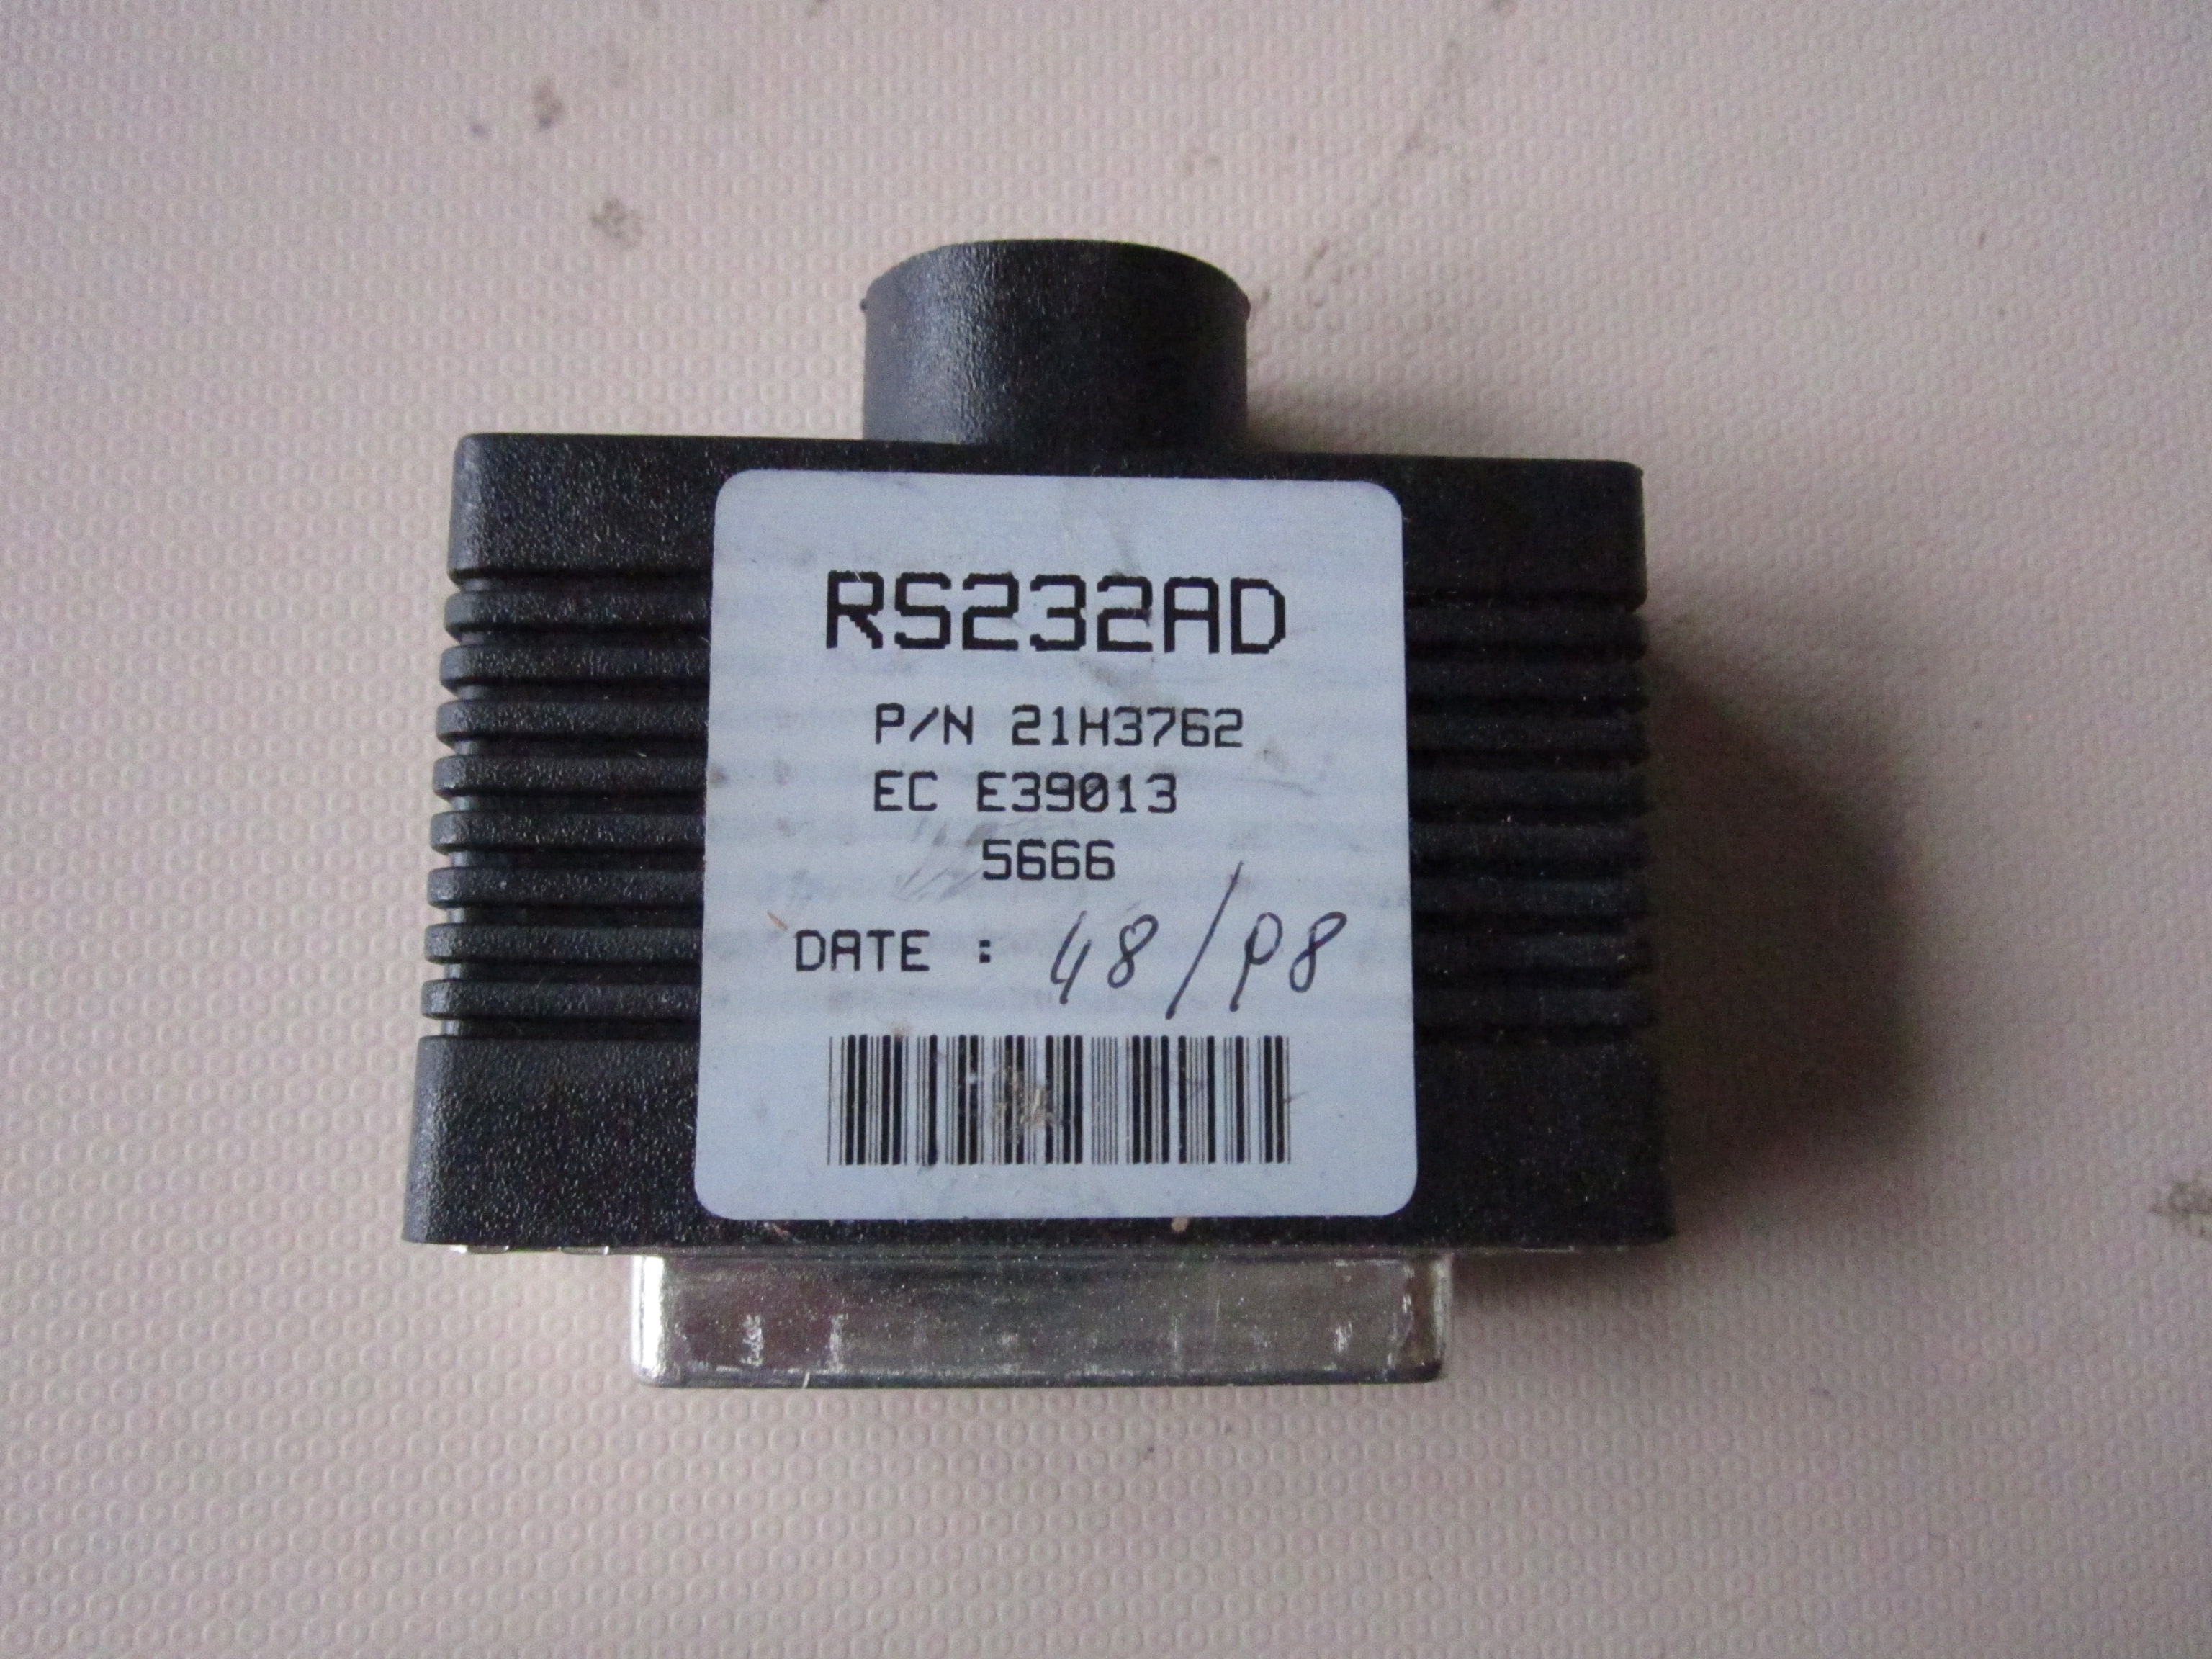 RS232AD
P/N 21H3762
EC E39013
5666
DATE : 48/98